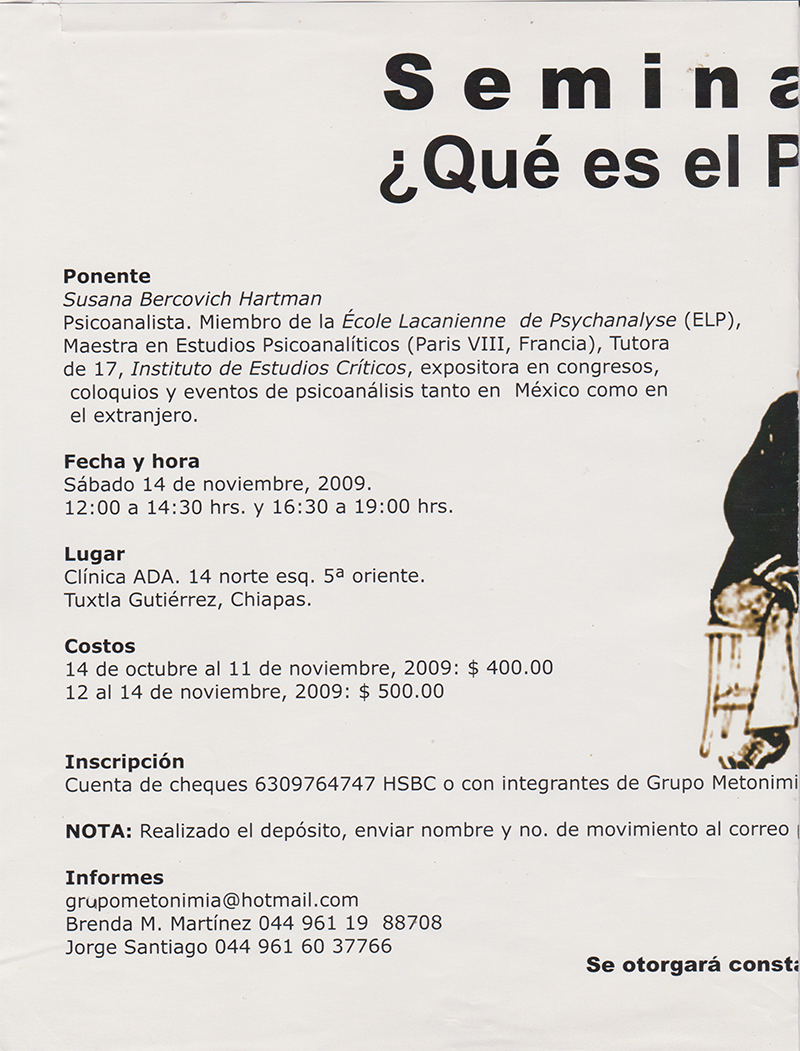 Semina
¿Qué es el P
Ponente
Susana Bercovich Hartman
Psicoanalista. Miembro de la École Lacanienne de Psychanalyse (ELP),
Maestra en Estudios Psicoanalíticos (Paris VIII, Francia), Tutora
de 17, Instituto de Estudios Críticos, expositora en congresos,
coloquios y eventos de psicoanálisis tanto en México como en
el extranjero.
Fecha y hora
Sábado 14 de noviembre, 2009.
12:00 a 14:30 hrs. y 16:30 a 19:00 hrs.
Lugar
Clínica ADA. 14 norte esq. 5ª oriente.
Tuxtla Gutiérrez, Chiapas.
Costos
14 de octubre al 11 de noviembre, 2009: $ 400.00
12 al 14 de noviembre, 2009: $ 500.00
Inscripción
Cuenta de cheques 6309764747 HSBC o con integrantes de Grupo Metonimi
NOTA: Realizado el depósito, enviar nombre y no. de movimiento al correo
Informes
grupometonimia@hotmail.com
Brenda M. Martínez 044 961 19 88708
Jorge Santiago 044 961 60 37766
Se otorgará consta